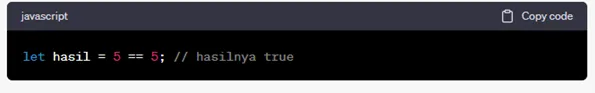 javascript
Copy code
let hasil = 5 == 5; // hasilnya true